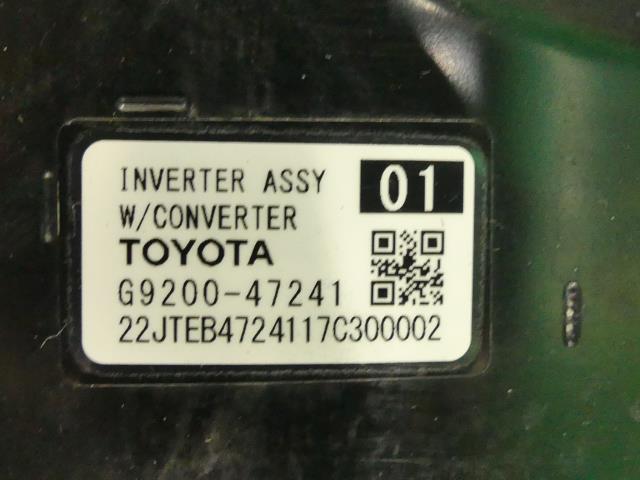 INVERTER ASSY 01
W/CONVERTER
TOYOTA
G9200-47241
22JTEB4724117C300002